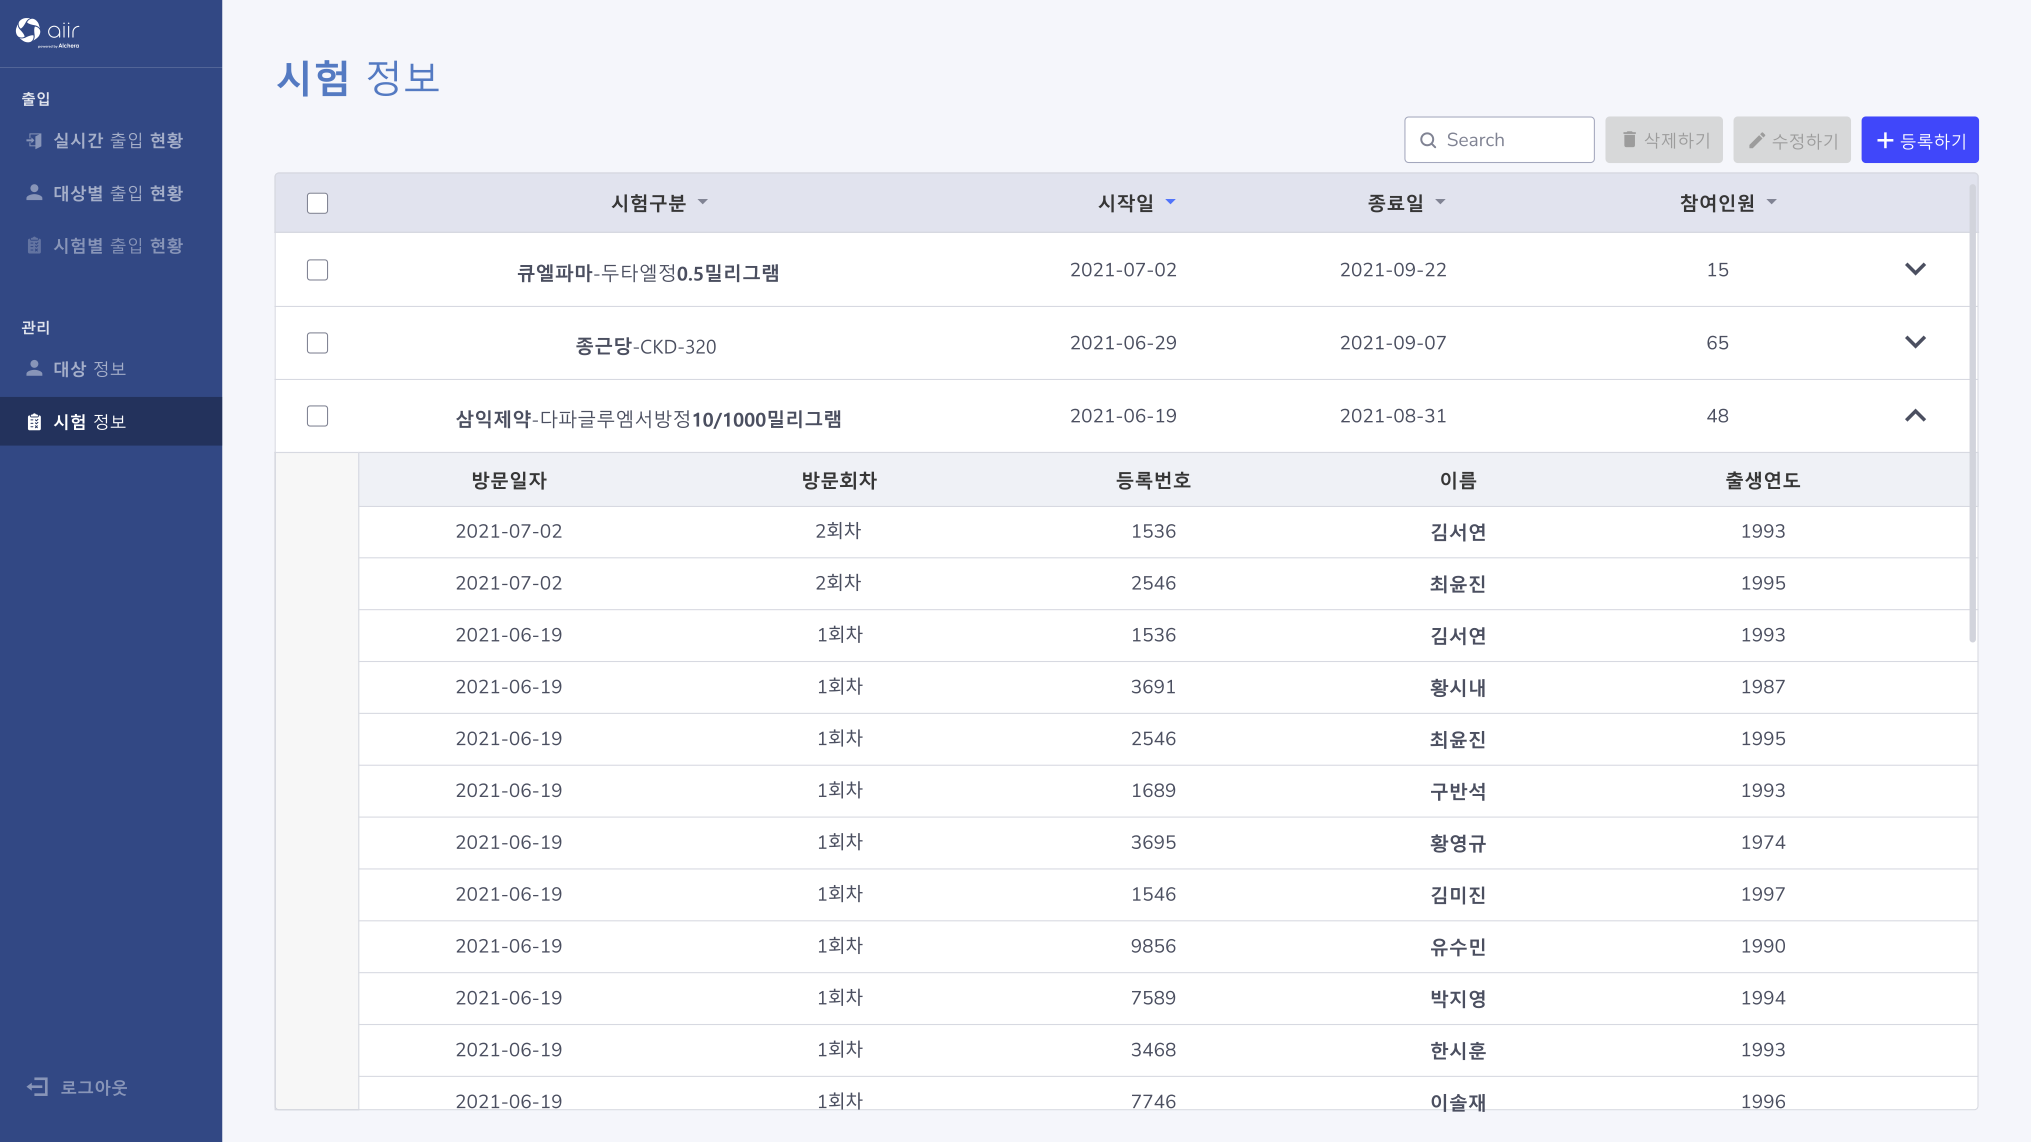 aiir
powered by Alchera
출입
실시간 출입 현황
대상별 출입 현황
시험별 출입 현황
관리
대상 정보
시험 정보
로그아웃
시험 정보
Search 삭제하기 수정하기 + 등록하기
시험구분 시작일 종료일 참여인원
큐엘파마-두타엘정0.5밀리그램 2021-07-02 2021-09-22 15
종근당-CKD-320 2021-06-29 2021-09-07 65
삼익제약-다파글루엠서방정10/1000밀리그램 2021-06-19 2021-08-31 48
방문일자 방문회차 등록번호 이름 출생연도
2021-07-02 2회차 1536 김서연 1993
2021-07-02 2회차 2546 최윤진 1995
2021-06-19 1회차 1536 김서연 1993
2021-06-19 1회차 3691 황시내 1987
2021-06-19 1회차 2546 최윤진 1995
2021-06-19 1회차 1689 구반석 1993
2021-06-19 1회차 3695 황영규 1974
2021-06-19 1회차 1546 김미진 1997
2021-06-19 1회차 9856 유수민 1990
2021-06-19 1회차 7589 박지영 1994
2021-06-19 1회차 3468 한시훈 1993
2021-06-19 1회차 7746 이솔재 1996